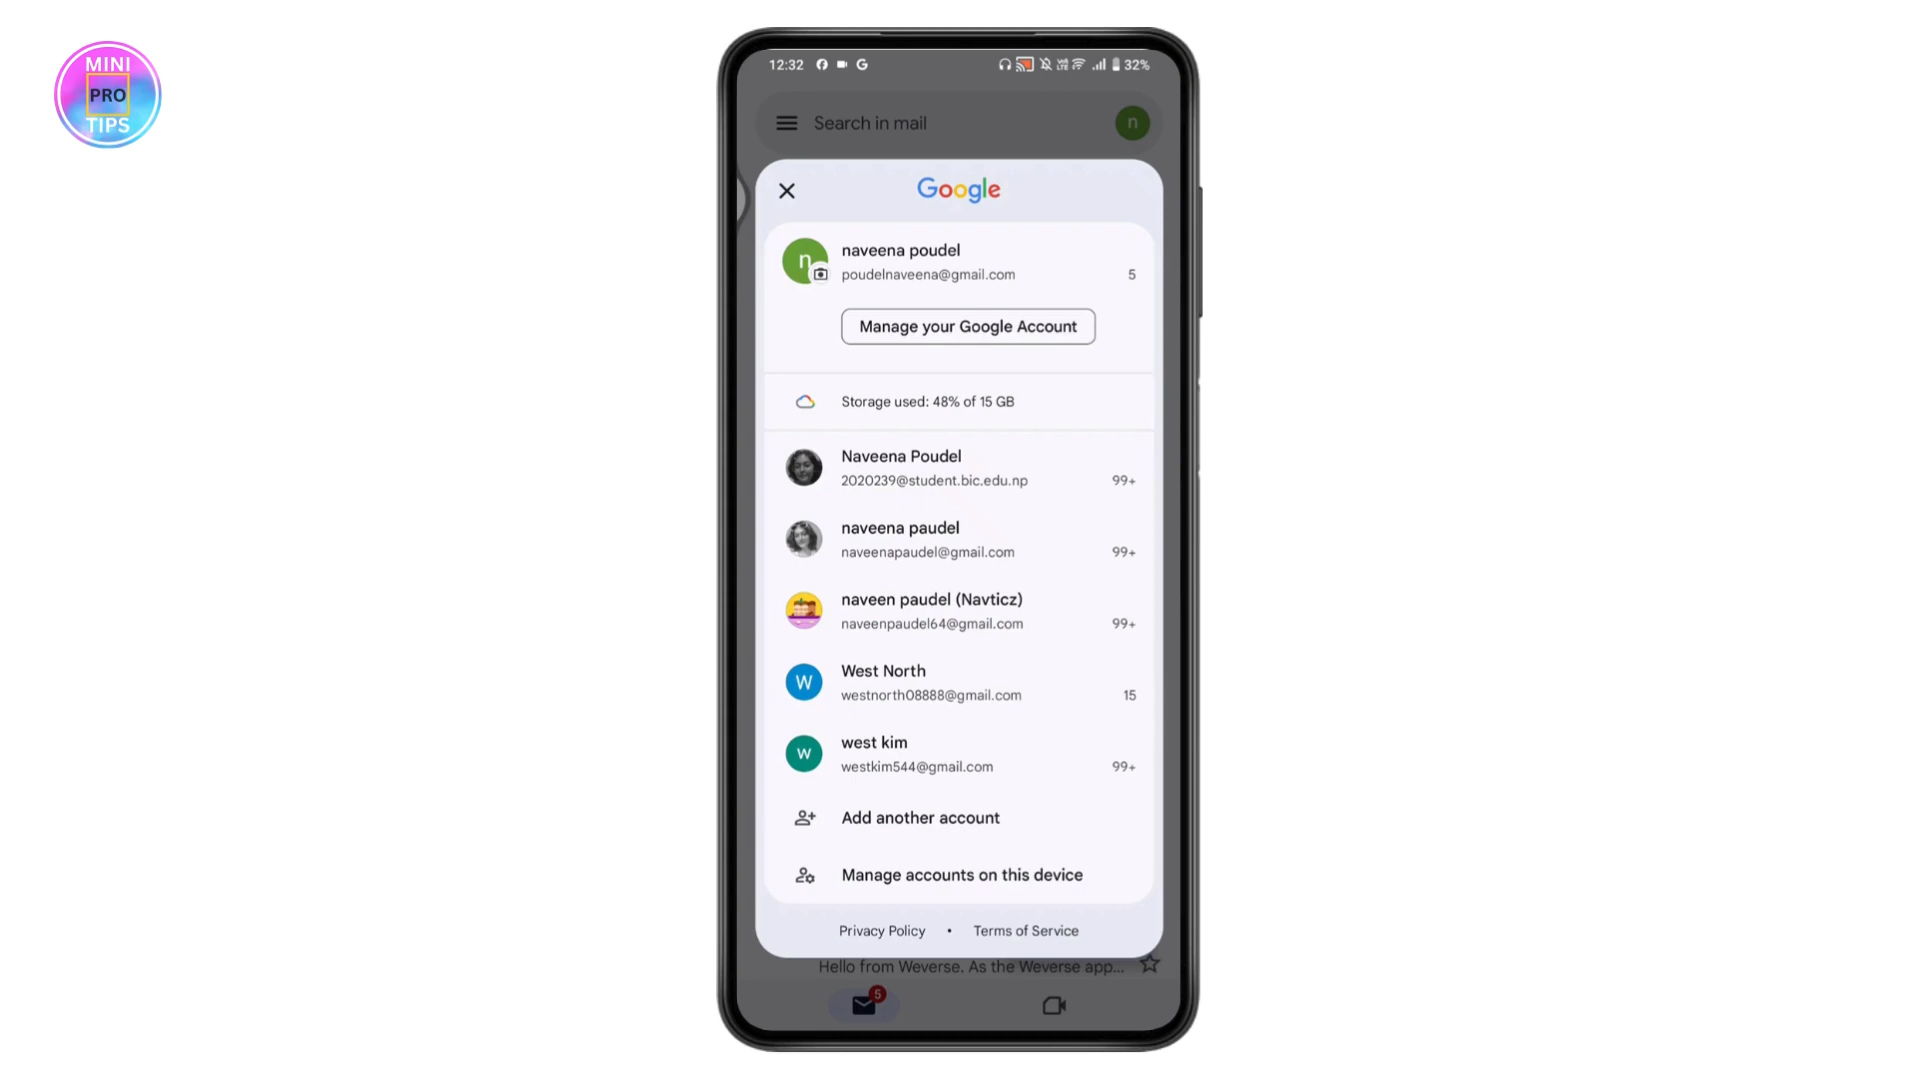 MINI
PRO
TIPS
12:32
32%
Search in mail
n
Google
n
naveena poudel
poudelnaveena@gmail.com
5
Manage your Google Account
Storage used: 48% of 15 GB
Naveena Poudel
2020239@student.bic.edu.np
99+
naveena paudel
naveenapaudel@gmail.com
99+
naveen paudel (Navticz)
naveenpaudel64@gmail.com
99+
W
West North
westnorth08888@gmail.com
15
w
west kim
westkim544@gmail.com
99+
Add another account
Manage accounts on this device
Privacy Policy • Terms of Service
Hello from Weverse. As the Weverse app...
5